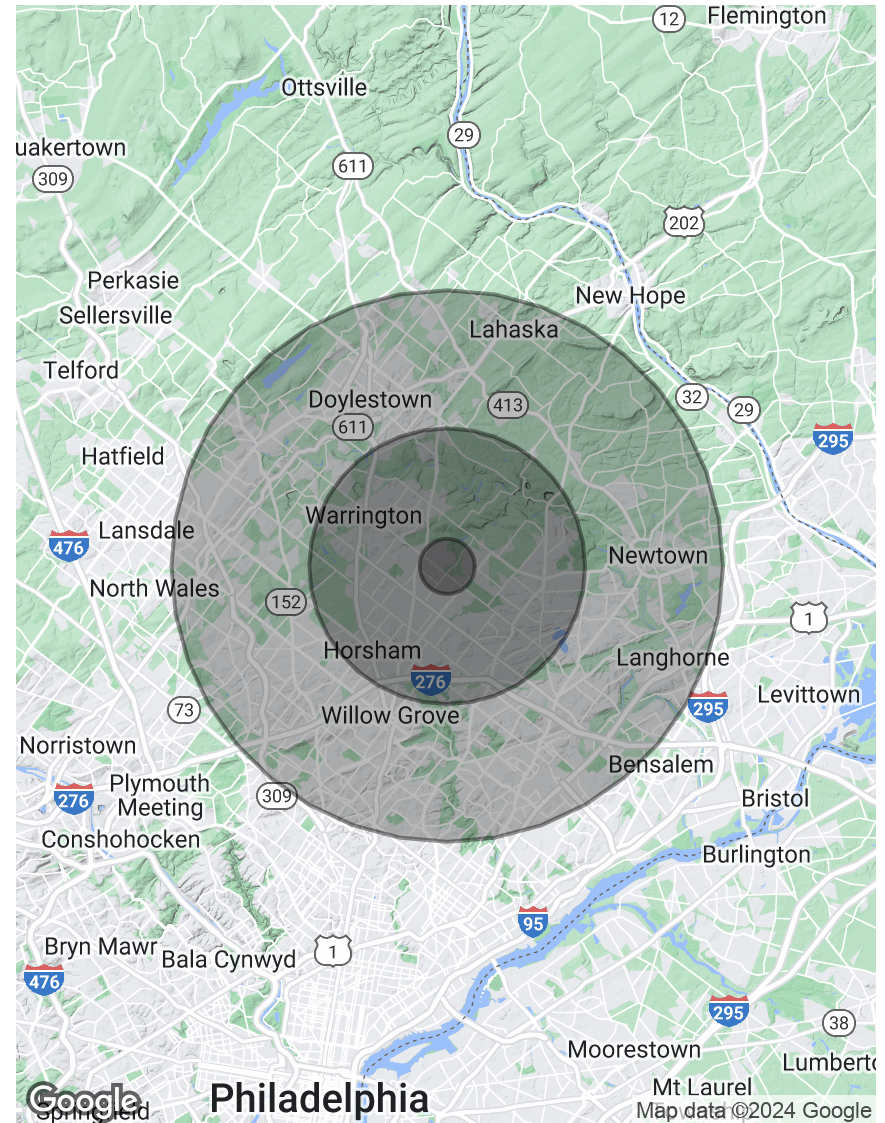 12
Flemington
Ottsville
29
uakertown
611
309
202
Perkasie
New Hope
Sellersville
Lahaska
Telford
Doylestown
413
32
29
611
295
Hatfield
Warrington
Lansdale
476
Newtown
North Wales
152
1
Horsham
Langhorne
276
Levittown
295
73
Willow Grove
Norristown
Bensalem
Plymouth
Meeting
276
309
Bristol
Conshohocken
Burlington
95
Bryn Mawr
1
Bala Cynwyd
476
295
38
Moorestown
Lumberto
Mt Laurel
Philadelphia
Google
Springfield
Township
Map data ©2024 Google